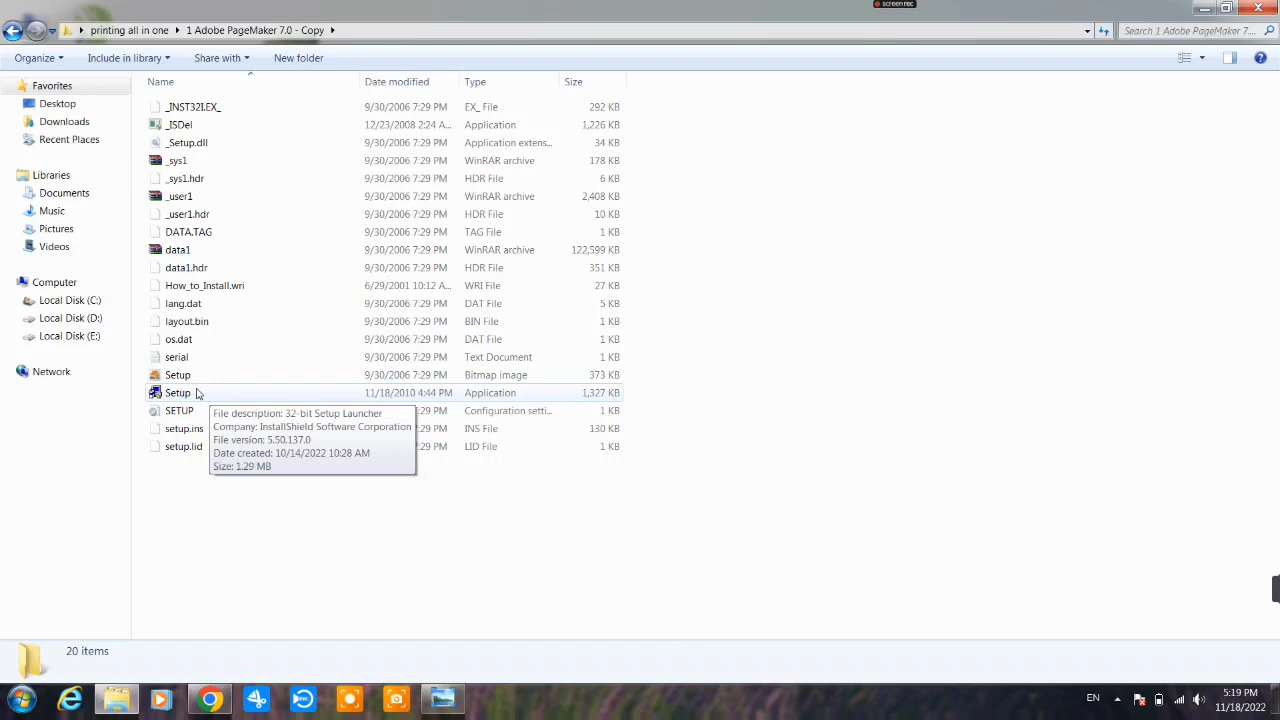 screen rec
printing all in one
1 Adobe PageMaker 7.0 - Copy
Search 1 Adobe PageMaker 7....
Organize
Include in library
Share with
New folder
Favorites
Desktop
Downloads
Recent Places
Libraries
Documents
Music
Pictures
Videos
Computer
Local Disk (C:)
Local Disk (D:)
Local Disk (E:)
Network
Name Date modified Type Size
_INST32I.EX_ 9/30/2006 7:29 PM EX_ File 292 KB
_ISDel 12/23/2008 2:24 A... Application 1,226 KB
_Setup.dll 9/30/2006 7:29 PM Application extens... 34 KB
_sys1 9/30/2006 7:29 PM WinRAR archive 178 KB
_sys1.hdr 9/30/2006 7:29 PM HDR File 6 KB
_user1 9/30/2006 7:29 PM WinRAR archive 2,408 KB
_user1.hdr 9/30/2006 7:29 PM HDR File 10 KB
DATA.TAG 9/30/2006 7:29 PM TAG File 1 KB
data1 9/30/2006 7:29 PM WinRAR archive 122,599 KB
data1.hdr 9/30/2006 7:29 PM HDR File 351 KB
How_to_Install.wri 6/29/2001 10:12 A... WRI File 27 KB
lang.dat 9/30/2006 7:29 PM DAT File 5 KB
layout.bin 9/30/2006 7:29 PM BIN File 1 KB
os.dat 9/30/2006 7:29 PM DAT File 1 KB
serial 9/30/2006 7:29 PM Text Document 1 KB
Setup 9/30/2006 7:29 PM Bitmap image 373 KB
Setup 11/18/2010 4:44 PM Application 1,327 KB
SETUP :29 PM Configuration setti... 1 KB
setup.ins :29 PM INS File 130 KB
setup.lid :29 PM LID File 1 KB
File description: 32-bit Setup Launcher
Company: InstallShield Software Corporation
File version: 5.50.137.0
Date created: 10/14/2022 10:28 AM
Size: 1.29 MB
20 items
EN
5:19 PM
11/18/2022